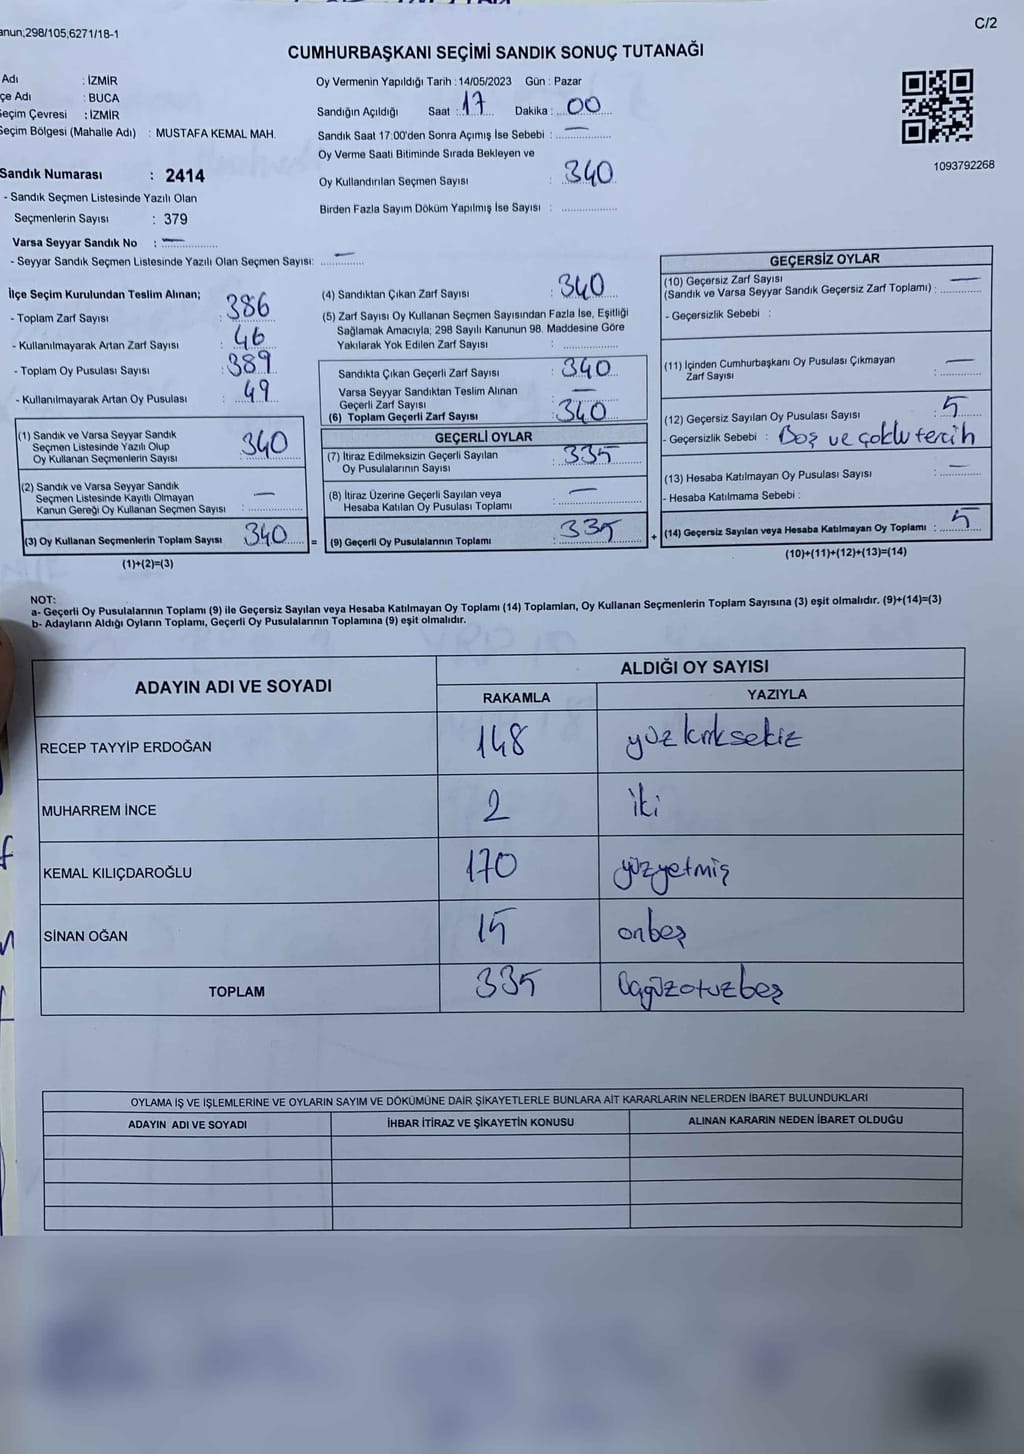 anun;298/105;6271/18-1
C/2
CUMHURBAŞKANI SEÇİMİ SANDIK SONUÇ TUTANAĞI
Adı : İZMİR
çe Adı : BUCA
eçim Çevresi : İZMİR
Seçim Bölgesi (Mahalle Adı) : MUSTAFA KEMAL MAH.
Sandık Numarası : 2414
- Sandık Seçmen Listesinde Yazılı Olan
Seçmenlerin Sayısı : 379
Varsa Seyyar Sandık No : —
- Seyyar Sandık Seçmen Listesinde Yazılı Olan Seçmen Sayısı: —
Oy Vermenin Yapıldığı Tarih : 14/05/2023 Gün : Pazar
Sandığın Açıldığı Saat : 17 Dakika : 00
Sandık Saat 17:00'den Sonra Açımış İse Sebebi : —
Oy Verme Saati Bitiminde Sırada Bekleyen ve
Oy Kullandırılan Seçmen Sayısı : 340
Birden Fazla Sayım Döküm Yapılmış İse Sayısı :
1093792268
İlçe Seçim Kurulundan Teslim Alınan;
- Toplam Zarf Sayısı : 386
- Kullanılmayarak Artan Zarf Sayısı : 46
- Toplam Oy Pusulası Sayısı : 389
- Kullanılmayarak Artan Oy Pusulası : 49
(1) Sandık ve Varsa Seyyar Sandık
Seçmen Listesinde Yazılı Olup
Oy Kullanan Seçmenlerin Sayısı : 340
(2) Sandık ve Varsa Seyyar Sandık
Seçmen Listesinde Kayıtlı Olmayan
Kanun Gereği Oy Kullanan Seçmen Sayısı : —
(3) Oy Kullanan Seçmenlerin Toplam Sayısı : 340 =
(1)+(2)=(3)
(4) Sandıktan Çıkan Zarf Sayısı : 340
(5) Zarf Sayısı Oy Kullanan Seçmen Sayısından Fazla İse, Eşitliği
Sağlamak Amacıyla; 298 Sayılı Kanunun 98. Maddesine Göre
Yakılarak Yok Edilen Zarf Sayısı :
Sandıkta Çıkan Geçerli Zarf Sayısı : 340
Varsa Seyyar Sandıktan Teslim Alınan
Geçerli Zarf Sayısı : —
(6) Toplam Geçerli Zarf Sayısı : 340
GEÇERLİ OYLAR
(7) İtiraz Edilmeksizin Geçerli Sayılan
Oy Pusulalarının Sayısı : 335
(8) İtiraz Üzerine Geçerli Sayılan veya
Hesaba Katılan Oy Pusulası Toplamı : —
(9) Geçerli Oy Pusulalarının Toplamı : 335 +
GEÇERSİZ OYLAR
(10) Geçersiz Zarf Sayısı
(Sandık ve Varsa Seyyar Sandık Geçersiz Zarf Toplamı) : —
- Geçersizlik Sebebi :
(11) İçinden Cumhurbaşkanı Oy Pusulası Çıkmayan
Zarf Sayısı : —
(12) Geçersiz Sayılan Oy Pusulası Sayısı : 5
- Geçersizlik Sebebi : Boş ve çoklu tercih
(13) Hesaba Katılmayan Oy Pusulası Sayısı : —
- Hesaba Katılmama Sebebi :
(14) Geçersiz Sayılan veya Hesaba Katılmayan Oy Toplamı : 5
(10)+(11)+(12)+(13)=(14)
NOT:
a- Geçerli Oy Pusulalarının Toplamı (9) ile Geçersiz Sayılan veya Hesaba Katılmayan Oy Toplamı (14) Toplamları, Oy Kullanan Seçmenlerin Toplam Sayısına (3) eşit olmalıdır. (9)+(14)=(3)
b- Adayların Aldığı Oyların Toplamı, Geçerli Oy Pusulalarının Toplamına (9) eşit olmalıdır.
ADAYIN ADI VE SOYADI ALDIĞI OY SAYISI
RAKAMLA YAZIYLA
RECEP TAYYİP ERDOĞAN 148 yüz kırksekiz
MUHARREM İNCE 2 iki
KEMAL KILIÇDAROĞLU 170 yüzyetmiş
SİNAN OĞAN 15 onbeş
TOPLAM 335 Üçyüzotuzbeş
OYLAMA İŞ VE İŞLEMLERİNE VE OYLARIN SAYIM VE DÖKÜMÜNE DAİR ŞİKAYETLERLE BUNLARA AİT KARARLARIN NELERDEN İBARET BULUNDUKLARI
ADAYIN ADI VE SOYADI İHBAR İTİRAZ VE ŞİKAYETİN KONUSU ALINAN KARARIN NEDEN İBARET OLDUĞU